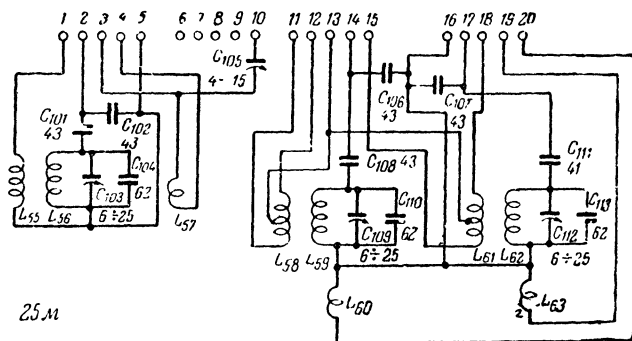 1 2 3 4 5 6 7 8 9 10 11 12 13 14 15 16 17 18 19 20
C105
4-15
C101
43
C102
43
C106
43
C107
43
C104
62
C103
6÷25
C108
43
C111
41
C110
62
C109
6÷25
C113
62
C112
6÷25
L55
L56
L57
L58
L59
L61
L62
L60
L63
2
25м